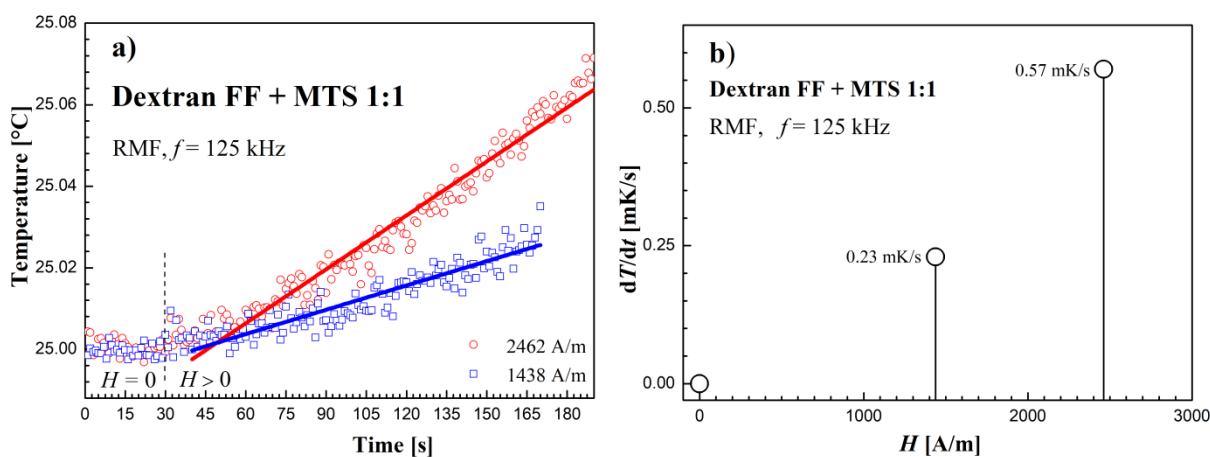 a)
Dextran FF + MTS 1:1
RMF, f = 125 kHz
Temperature [°C]
25.08
25.06
25.04
25.02
25.00
H = 0
H > 0
2462 A/m
1438 A/m
0 15 30 45 60 75 90 105 120 135 150 165 180
Time [s]
b)
Dextran FF + MTS 1:1
RMF, f = 125 kHz
dT/dt [mK/s]
0.50
0.25
0.00
0.57 mK/s
0.23 mK/s
0 1000 2000 3000
H [A/m]